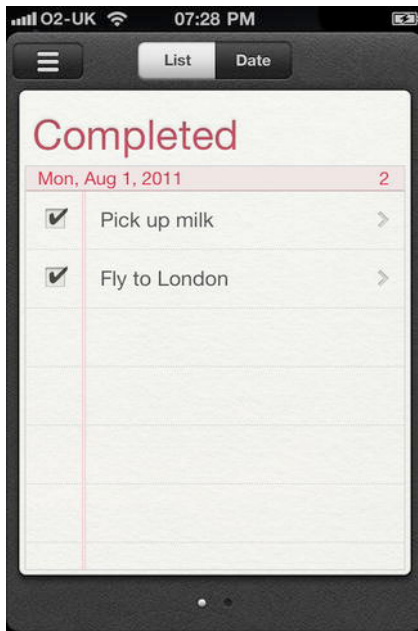 O2-UK 07:28 PM
List Date
Completed
Mon, Aug 1, 2011 2
Pick up milk
Fly to London